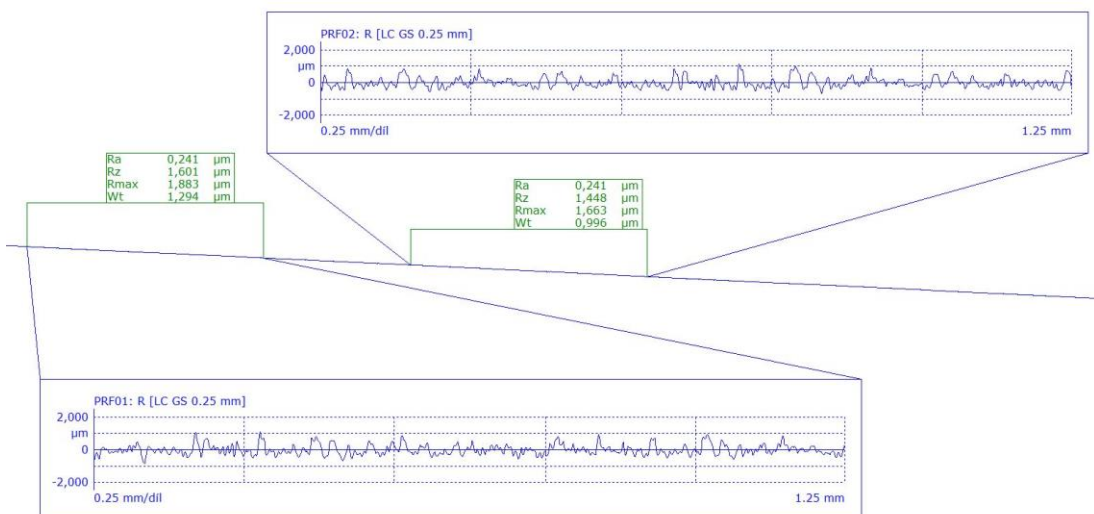 PRF02: R [LC GS 0.25 mm]
2,000
µm
0
-2,000
0.25 mm/díl
1.25 mm
Ra 0,241 µm
Rz 1,601 µm
Rmax 1,883 µm
Wt 1,294 µm
Ra 0,241 µm
Rz 1,448 µm
Rmax 1,663 µm
Wt 0,996 µm
PRF01: R [LC GS 0.25 mm]
2,000
µm
0
-2,000
0.25 mm/díl
1.25 mm